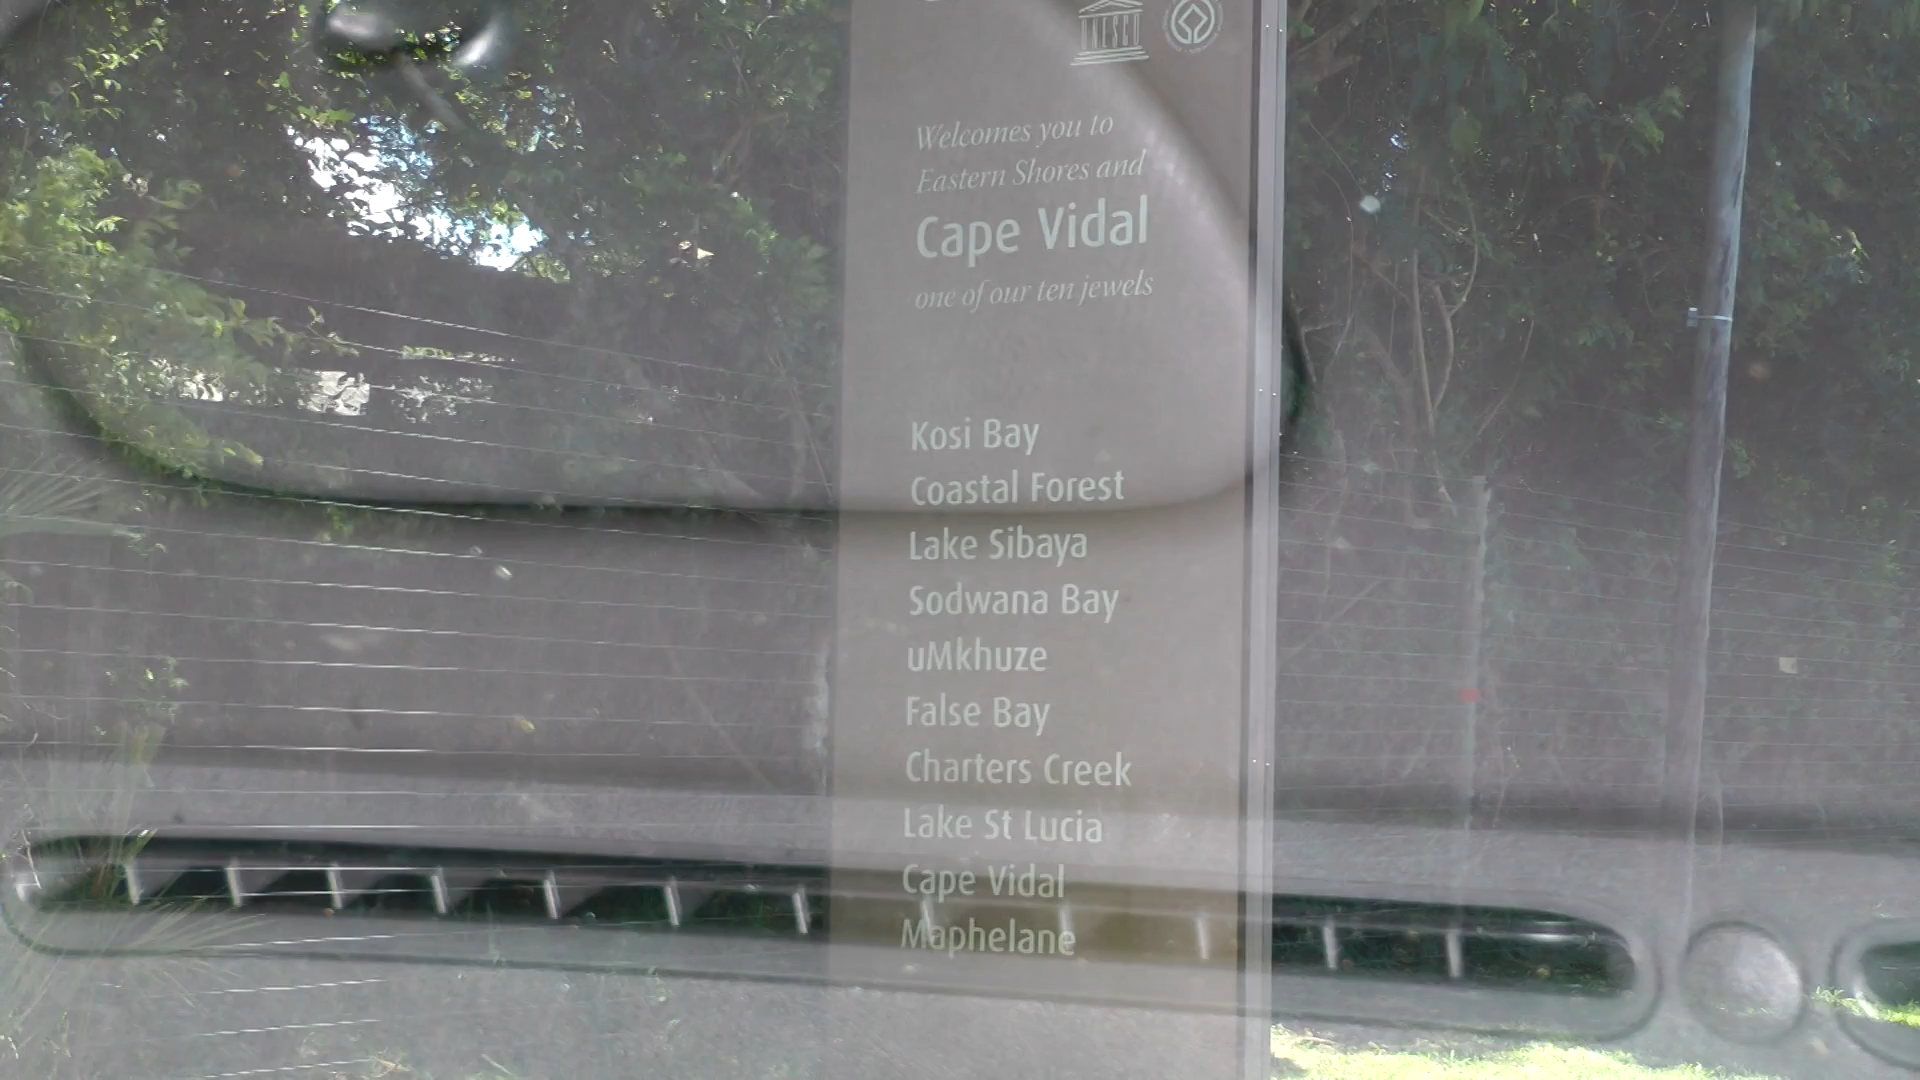 UNESCO
Welcomes you to
Eastern Shores and
Cape Vidal
one of our ten jewels
Kosi Bay
Coastal Forest
Lake Sibaya
Sodwana Bay
uMkhuze
False Bay
Charters Creek
Lake St Lucia
Cape Vidal
Maphelane